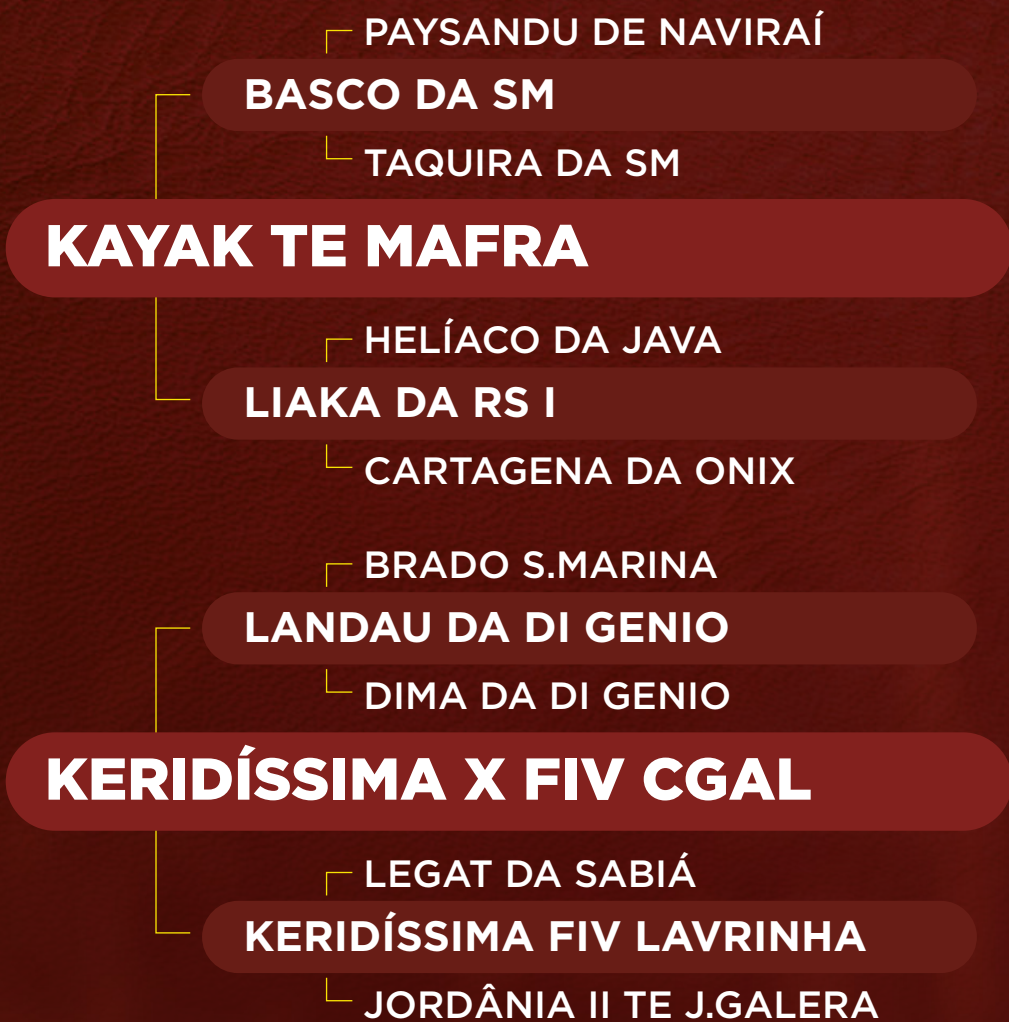 PAYSANDU DE NAVIRAÍ
BASCO DA SM
TAQUIRA DA SM
KAYAK TE MAFRA
HELÍACO DA JAVA
LIAKA DA RS I
CARTAGENA DA ONIX
BRADO S.MARINA
LANDAU DA DI GENIO
DIMA DA DI GENIO
KERIDÍSSIMA X FIV CGAL
LEGAT DA SABIÁ
KERIDÍSSIMA FIV LAVRINHA
JORDÂNIA II TE J.GALERA